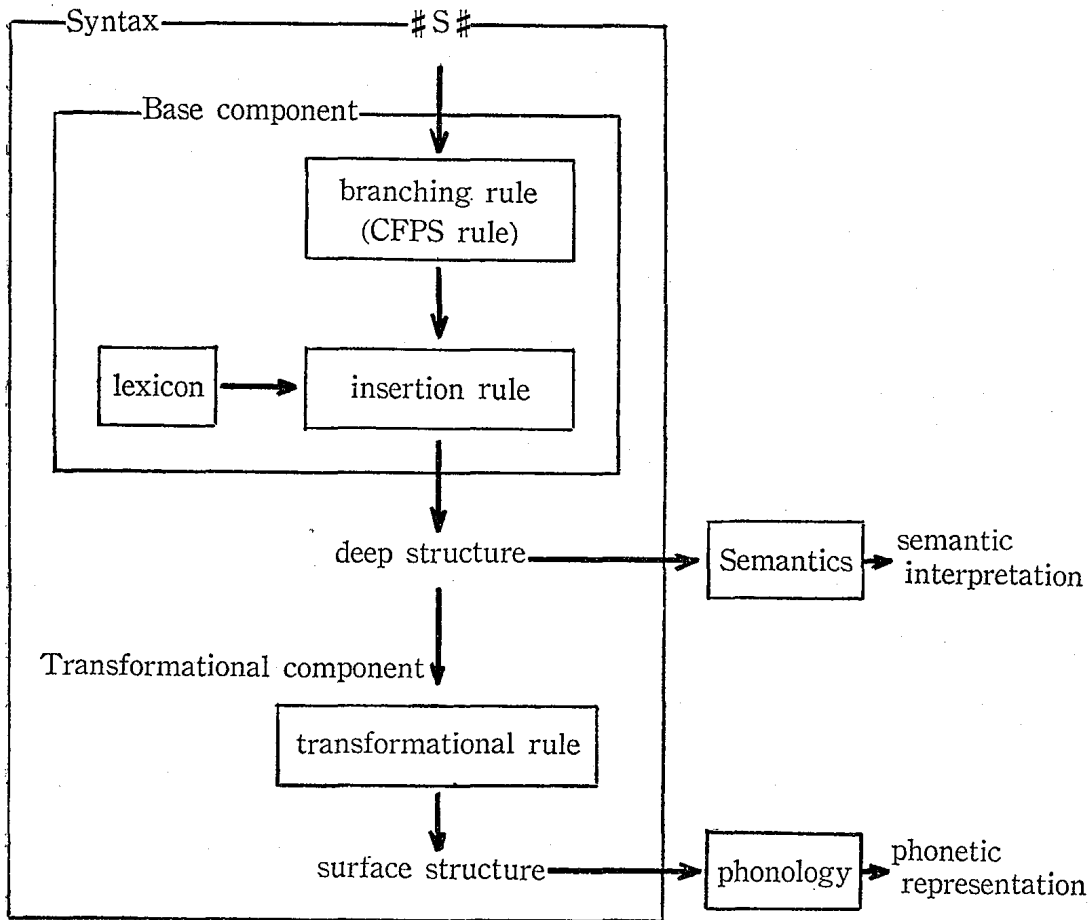 Syntax #S#
Base component
branching rule
(CFPS rule)
lexicon insertion rule
deep structure Semantics semantic
interpretation
Transformational component
transformational rule
surface structure phonology phonetic
representation